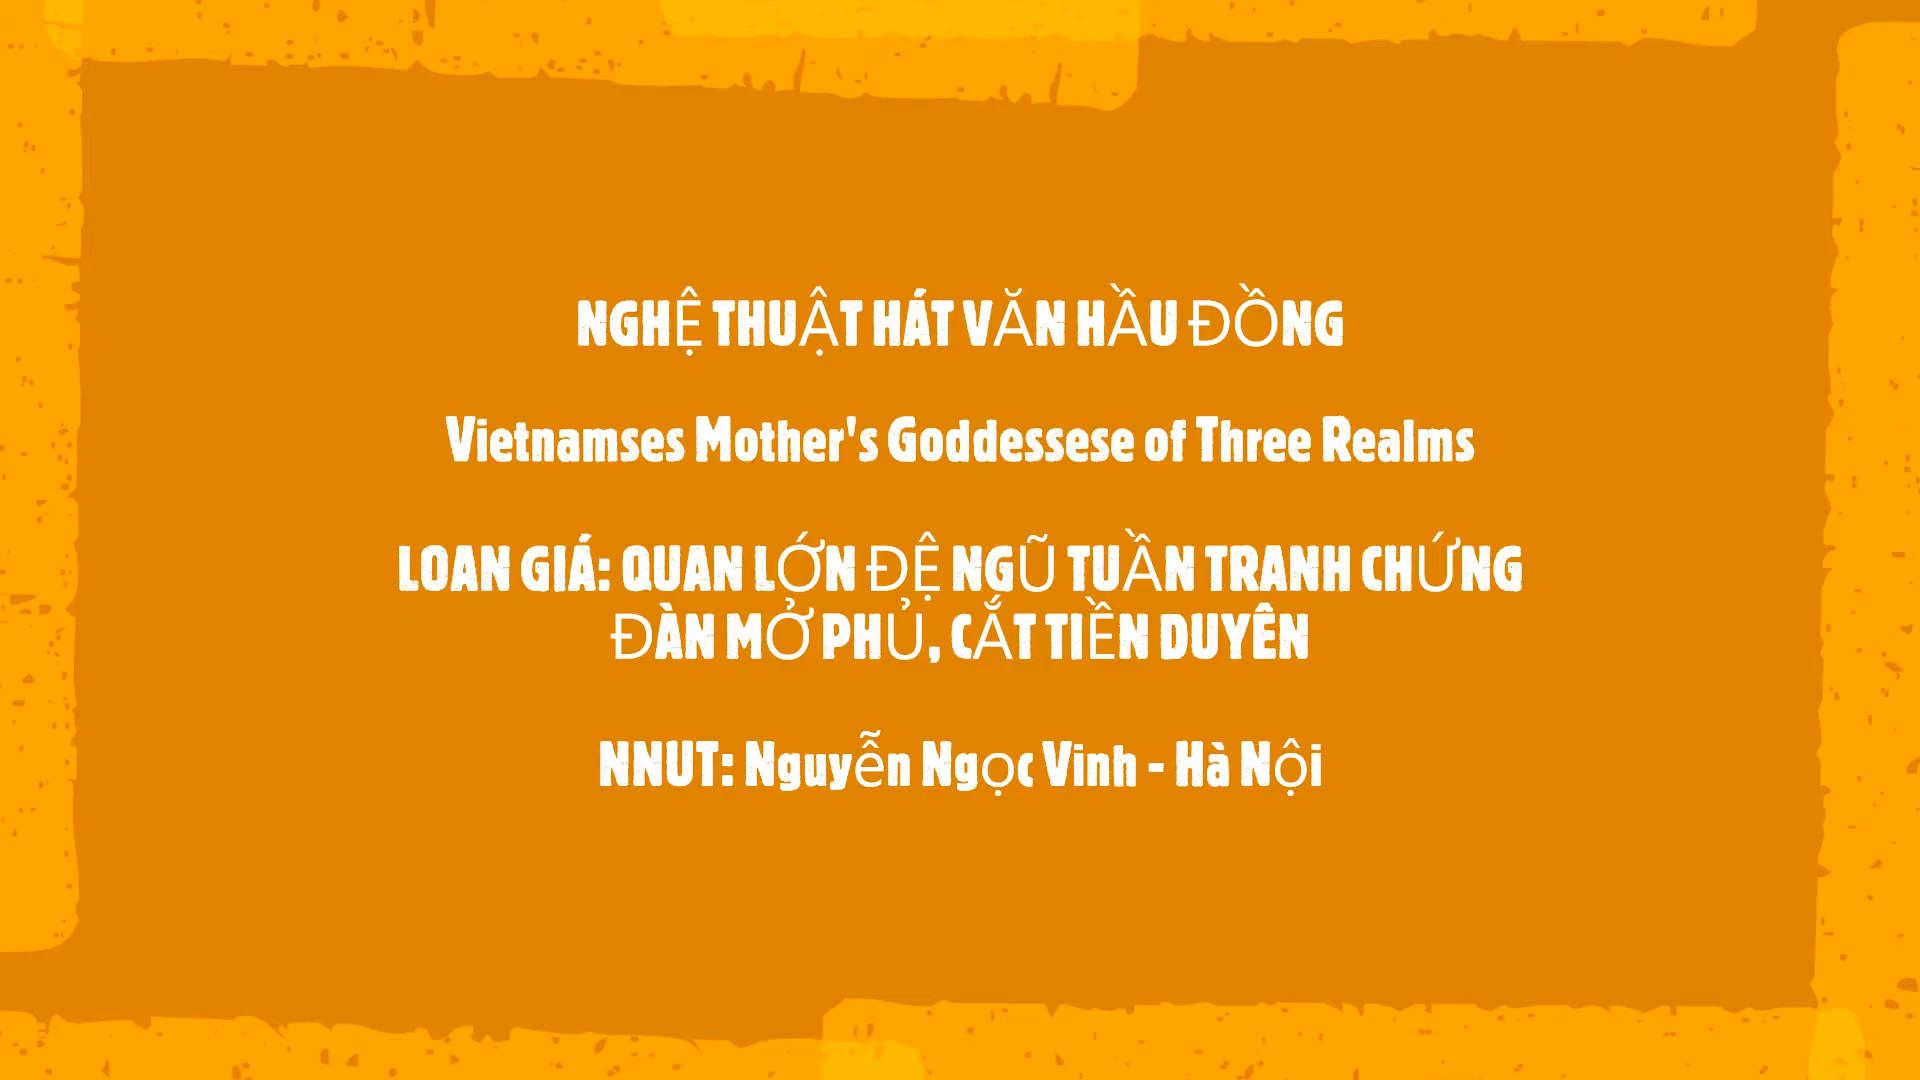 NGHỆ THUẬT HÁT VĂN HẦU ĐỒNG
Vietnamses Mother's Goddessese of Three Realms
LOAN GIÁ: QUAN LỚN ĐỆ NGŨ TUẦN TRANH CHỨNG
ĐÀN MỞ PHỦ, CẮT TIỀN DUYÊN
NNUT: Nguyễn Ngọc Vinh - Hà Nội